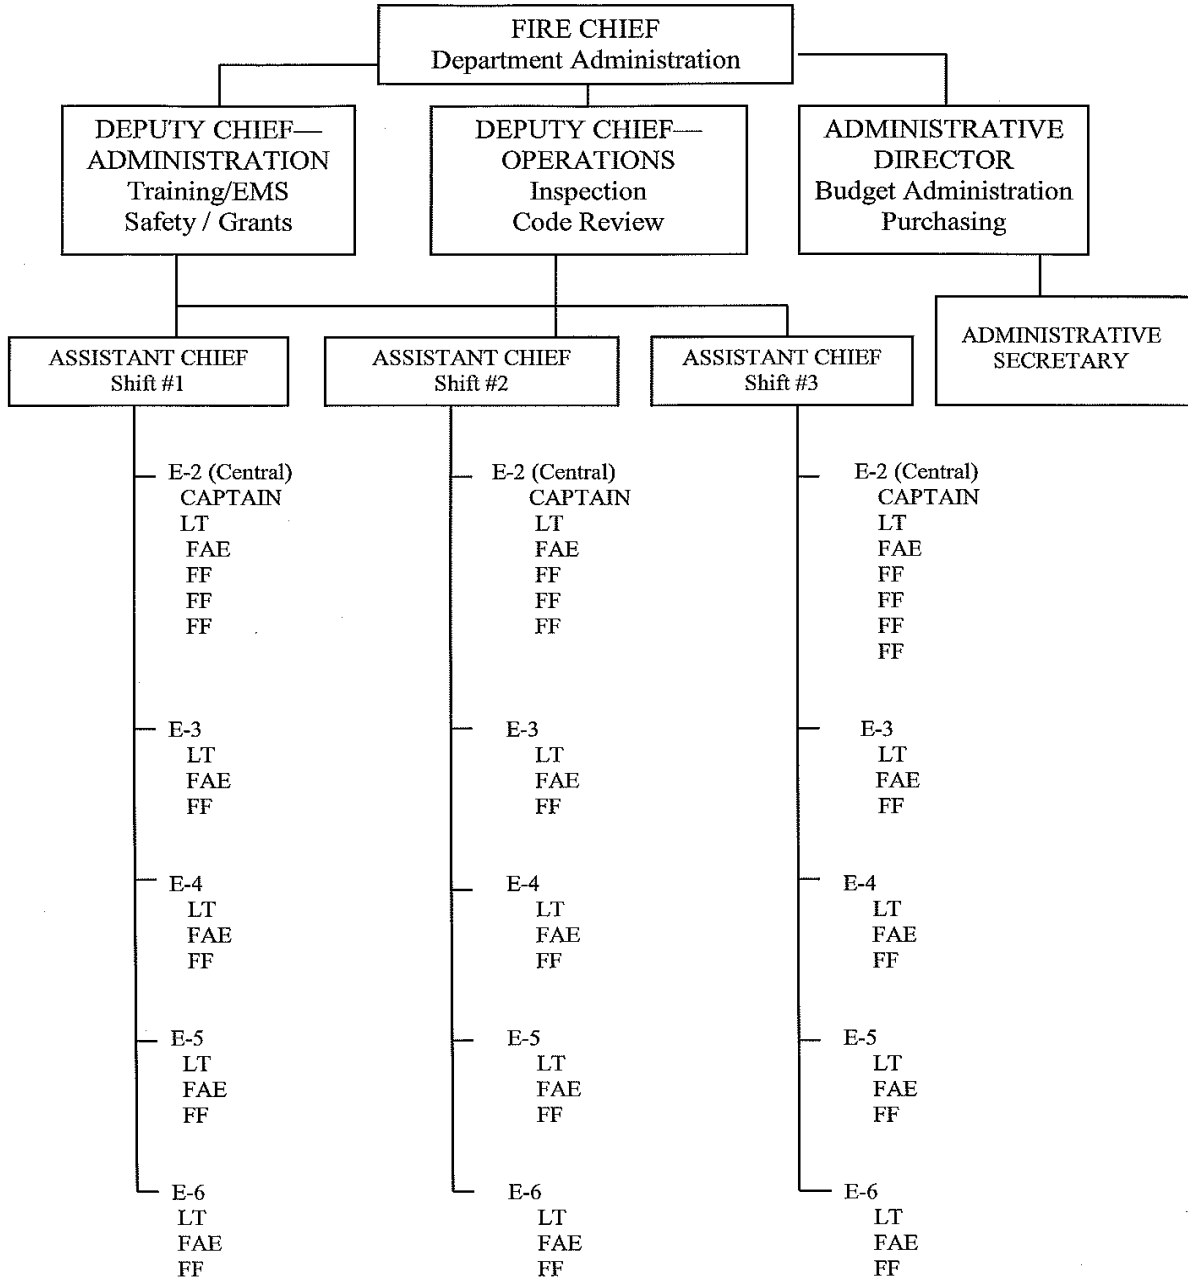 FIRE CHIEF
Department Administration
DEPUTY CHIEF—
ADMINISTRATION
Training/EMS
Safety / Grants
DEPUTY CHIEF—
OPERATIONS
Inspection
Code Review
ADMINISTRATIVE
DIRECTOR
Budget Administration
Purchasing
ADMINISTRATIVE
SECRETARY
ASSISTANT CHIEF
Shift #1
ASSISTANT CHIEF
Shift #2
ASSISTANT CHIEF
Shift #3
E-2 (Central)
CAPTAIN
LT
FAE
FF
FF
FF
E-3
LT
FAE
FF
E-4
LT
FAE
FF
E-5
LT
FAE
FF
E-6
LT
FAE
FF
E-2 (Central)
CAPTAIN
LT
FAE
FF
FF
FF
E-3
LT
FAE
FF
E-4
LT
FAE
FF
E-5
LT
FAE
FF
E-6
LT
FAE
FF
E-2 (Central)
CAPTAIN
LT
FAE
FF
FF
FF
FF
E-3
LT
FAE
FF
E-4
LT
FAE
FF
E-5
LT
FAE
FF
E-6
LT
FAE
FF